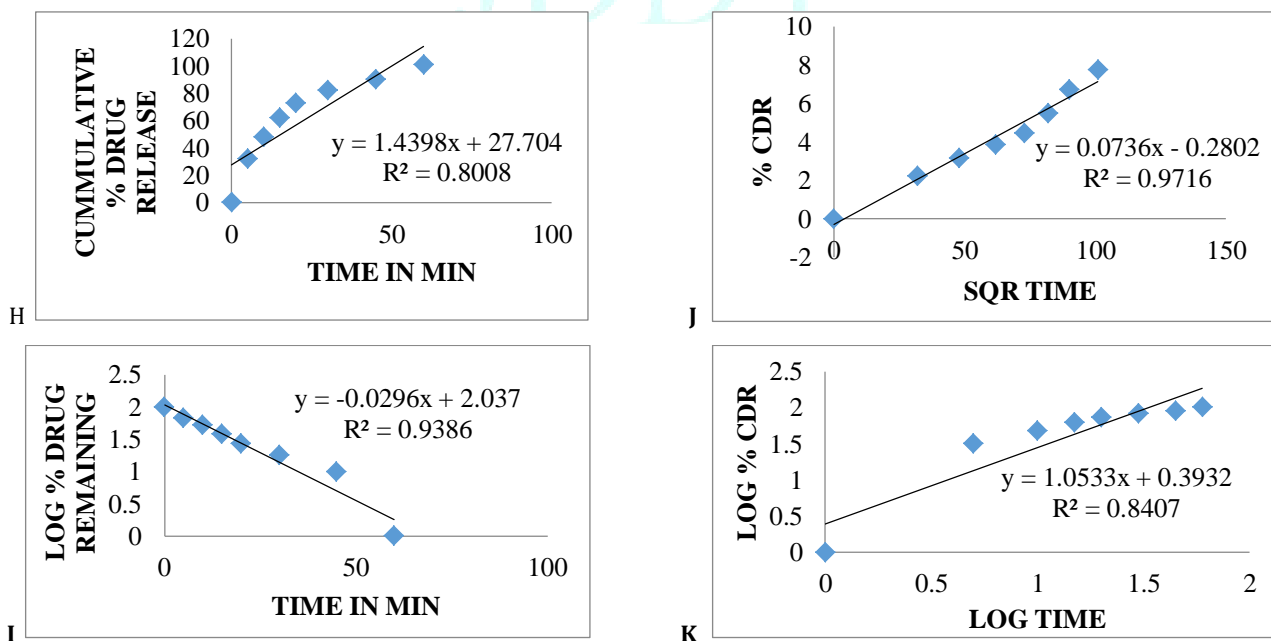 CUMMULATIVE
% DRUG
RELEASE
120
100
80
60
40
20
0
y = 1.4398x + 27.704
R² = 0.8008
0 50 100
TIME IN MIN
H
% CDR
10
8
6
4
2
0
-2
y = 0.0736x - 0.2802
R² = 0.9716
0 50 100 150
SQR TIME
J
LOG % DRUG
REMAINING
2.5
2
1.5
1
0.5
0
y = -0.0296x + 2.037
R² = 0.9386
0 50 100
TIME IN MIN
I
LOG % CDR
2.5
2
1.5
1
0.5
0
y = 1.0533x + 0.3932
R² = 0.8407
0 0.5 1 1.5 2
LOG TIME
K